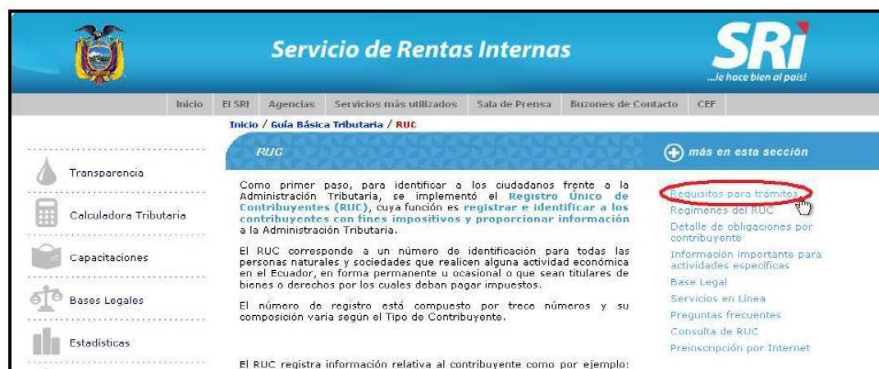 Servicio de Rentas Internas
SRi
...le hace bien al país!
Inicio El SRI Agencias Servicios más utilizados Sala de Prensa Buzones de Contacto CEF
Inicio / Guía Básica Tributaria / RUC
RUC
más en esta sección
Transparencia
Calculadora Tributaria
Capacitaciones
Bases Legales
Estadísticas
Como primer paso, para identificar a los ciudadanos frente a la
Administración Tributaria, se implementó el Registro Único de
Contribuyentes (RUC), cuya función es registrar e identificar a los
contribuyentes con fines impositivos y proporcionar información
a la Administración Tributaria.
El RUC corresponde a un número de identificación para todas las
personas naturales y sociedades que realicen alguna actividad económica
en el Ecuador, en forma permanente u ocasional o que sean titulares de
bienes o derechos por los cuales deban pagar impuestos.
El número de registro está compuesto por trece números y su
composición varía según el Tipo de Contribuyente.
El RUC registra información relativa al contribuyente como por ejemplo:
Requisitos para trámites
Regimenes del RUC
Detalle de obligaciones por
contribuyente
Información importante para
actividades específicas
Base Legal
Servicios en Línea
Preguntas frecuentes
Consulta de RUC
Preinscripción por Internet